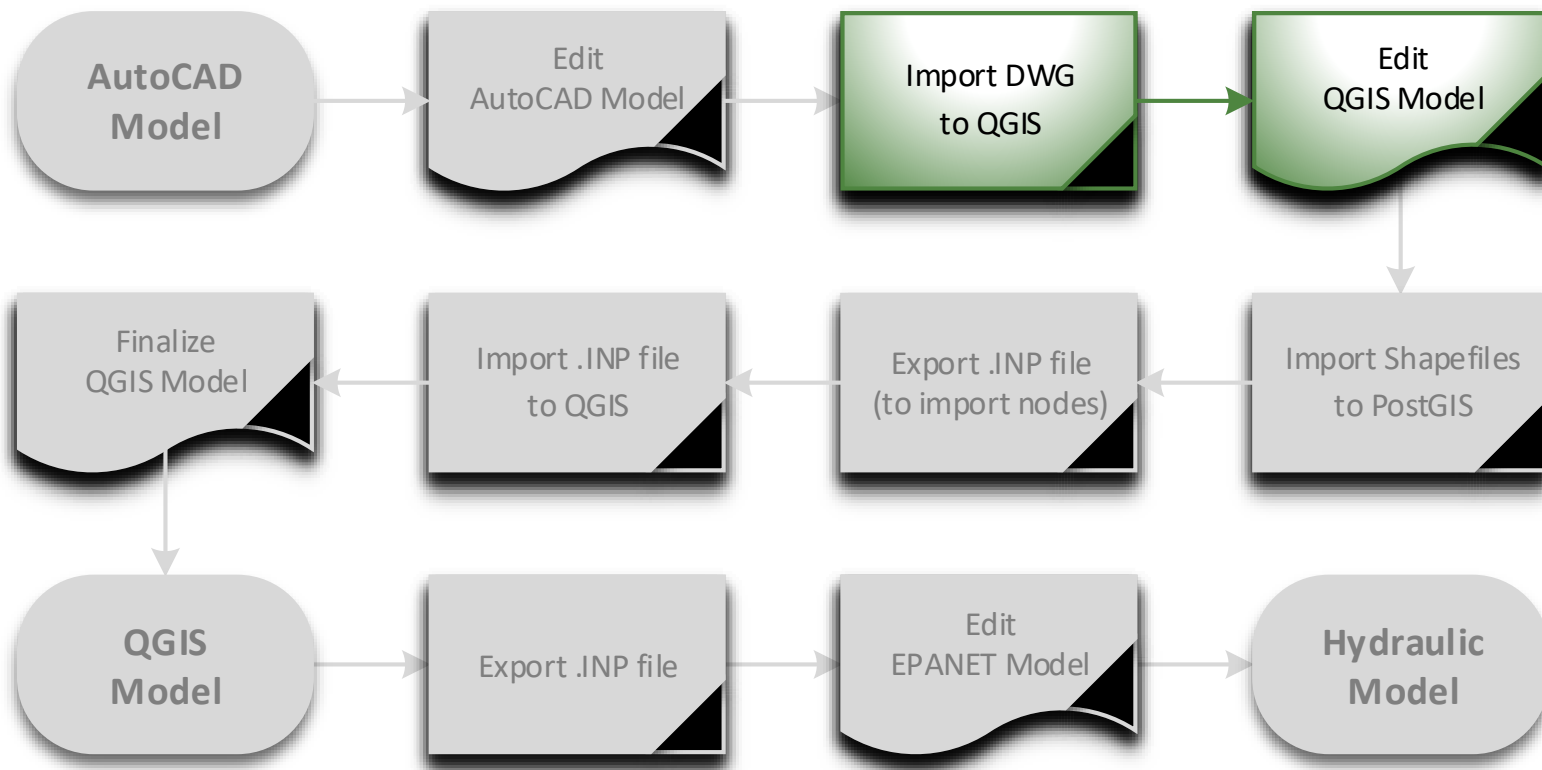 AutoCAD
Model
Edit
AutoCAD Model
Import DWG
to QGIS
Edit
QGIS Model
Finalize
QGIS Model
Import .INP file
to QGIS
Export .INP file
(to import nodes)
Import Shapefiles
to PostGIS
QGIS
Model
Export .INP file
Edit
EPANET Model
Hydraulic
Model